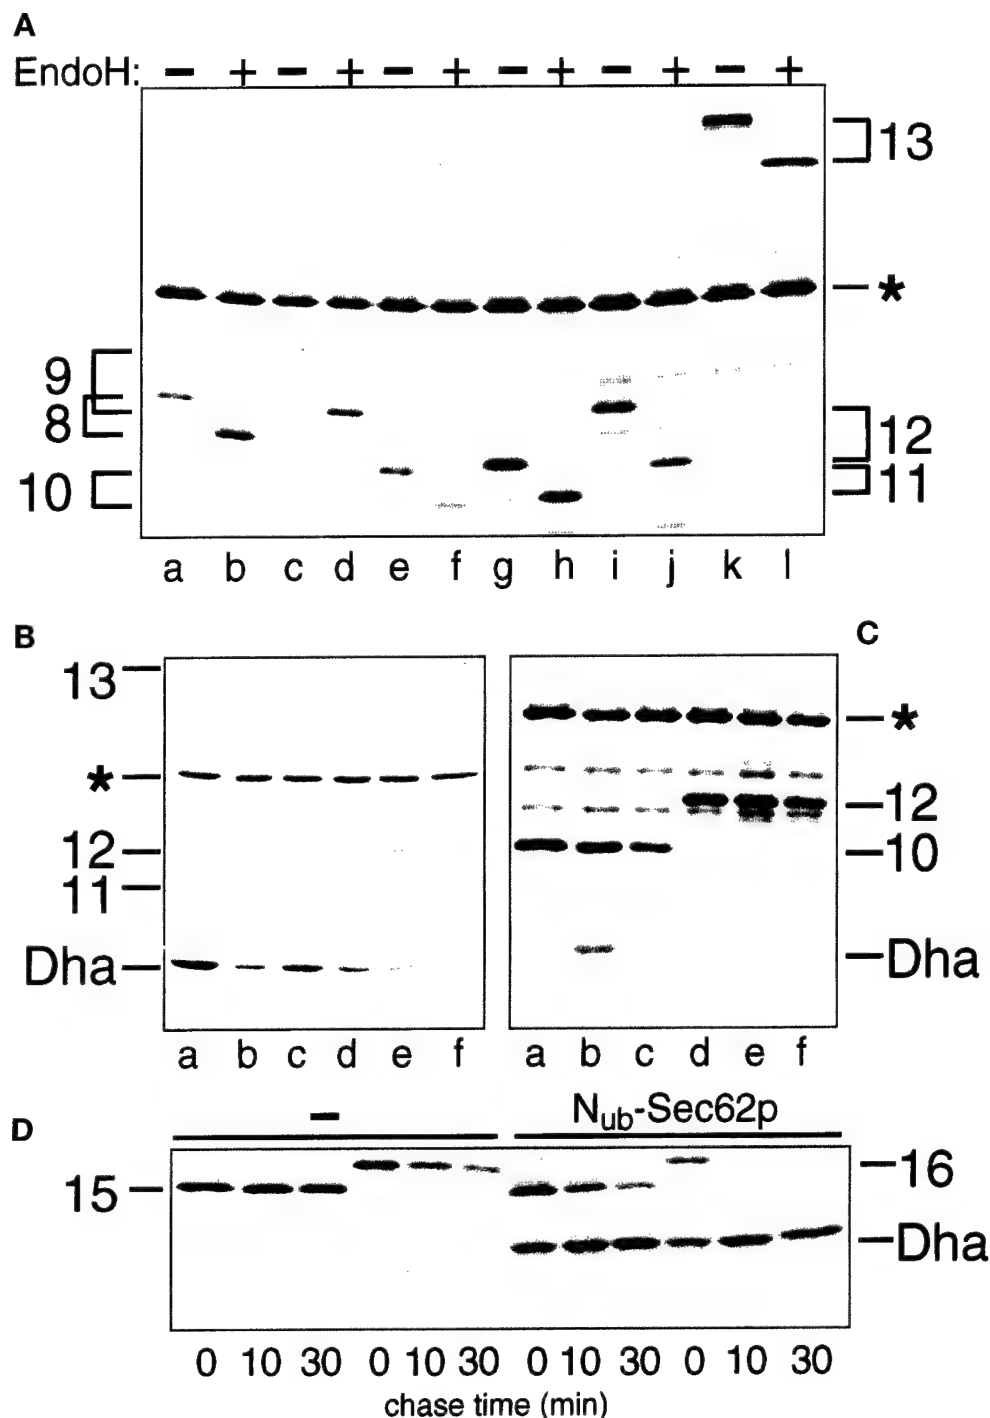 A
EndoH: − + − + − + − + − + − +
13
*
9
8
10
12
11
a b c d e f g h i j k l
B
C
13
*
12
11
Dha
*
12
10
Dha
a b c d e f
a b c d e f
D
−
Nub-Sec62p
15
16
Dha
0 10 30 0 10 30 0 10 30 0 10 30
chase time (min)